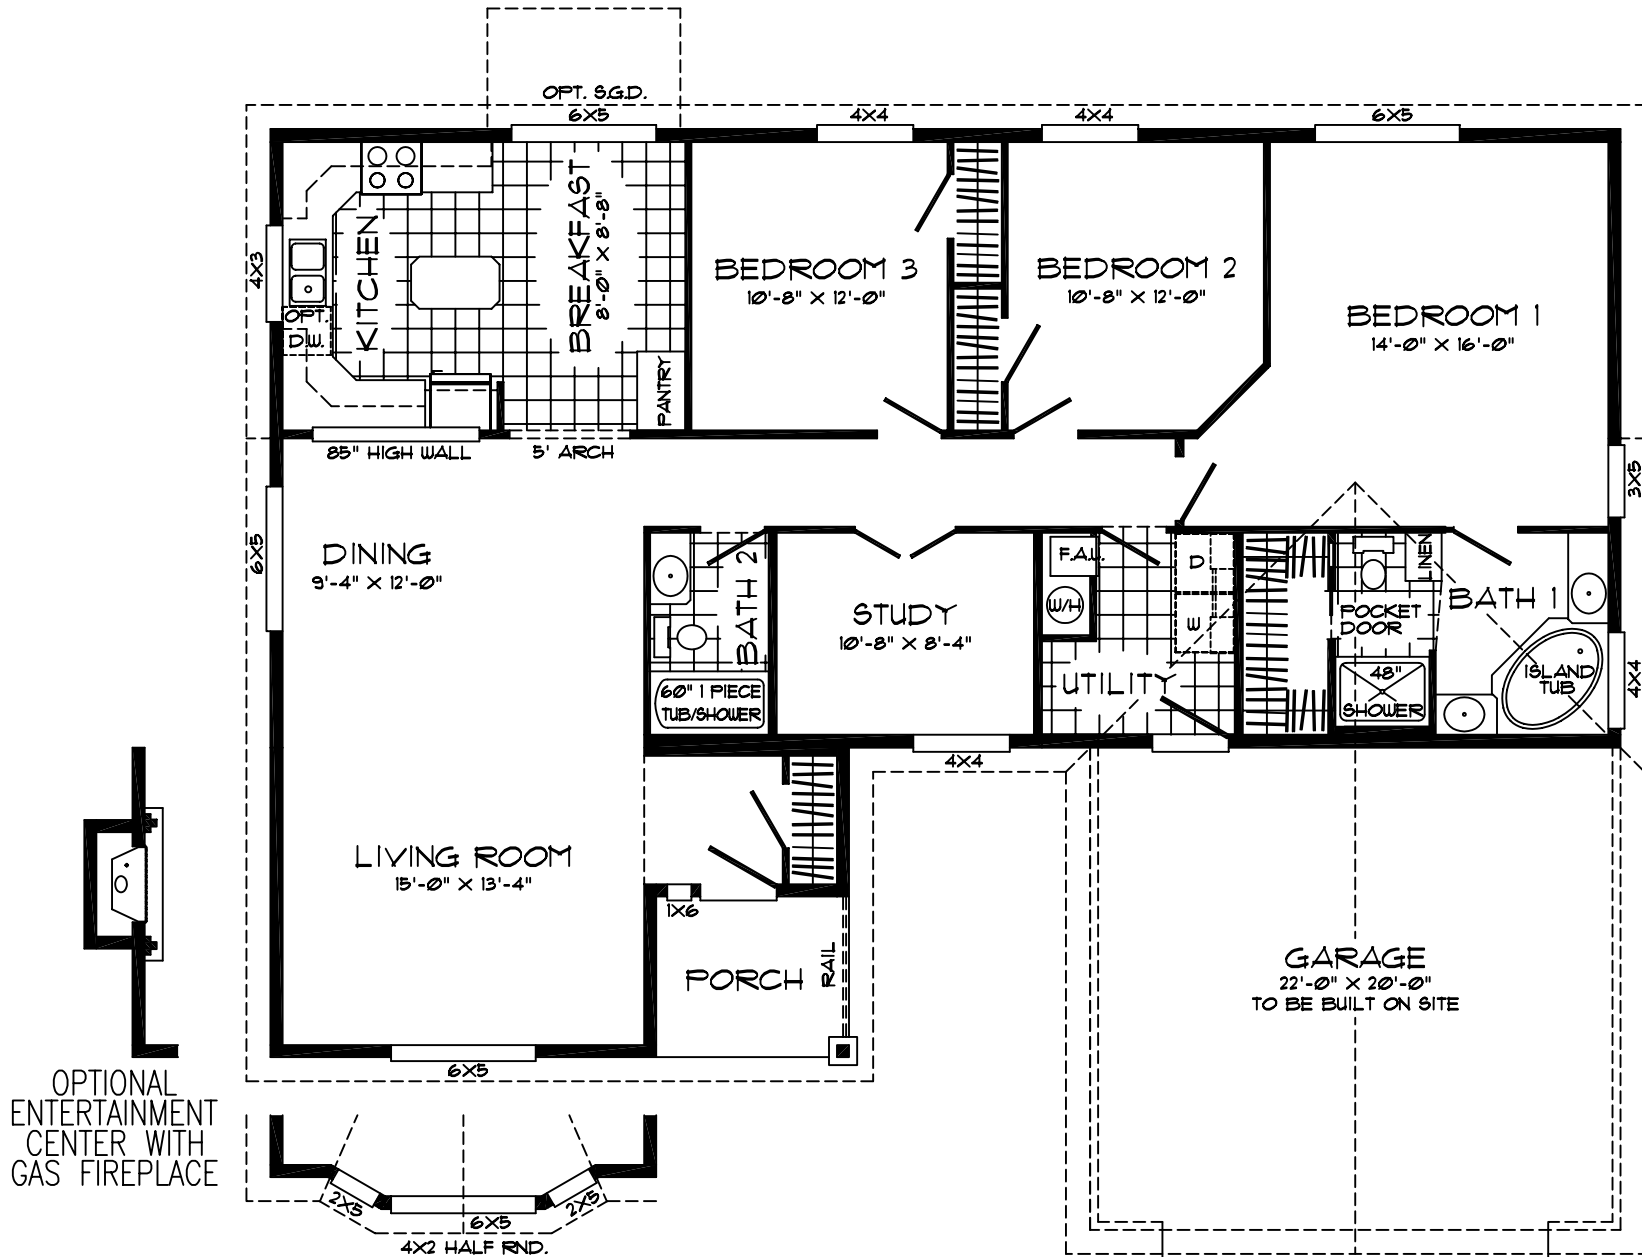 OPT. S.G.D.
6X5
4X4
4X4
6X5
4X3
KITCHEN
BREAKFAST
8'-0" X 8'-8"
OPT.
D.W.
PANTRY
BEDROOM 3
10'-8" X 12'-0"
BEDROOM 2
10'-8" X 12'-0"
BEDROOM 1
14'-0" X 16'-0"
85" HIGH WALL
5' ARCH
3X5
6X5
DINING
9'-4" X 12'-0"
BATH 2
60" 1 PIECE
TUB/SHOWER
STUDY
10'-8" X 8'-4"
F.A.U.
W/H
D
W
UTILITY
LINEN
POCKET
DOOR
BATH 1
48"
SHOWER
ISLAND
TUB
4X4
4X4
LIVING ROOM
15'-0" X 13'-4"
1X6
PORCH
RAIL
GARAGE
22'-0" X 20'-0"
TO BE BUILT ON SITE
6X5
OPTIONAL
ENTERTAINMENT
CENTER WITH
GAS FIREPLACE
2X5
6X5
2X5
4X2 HALF RND.